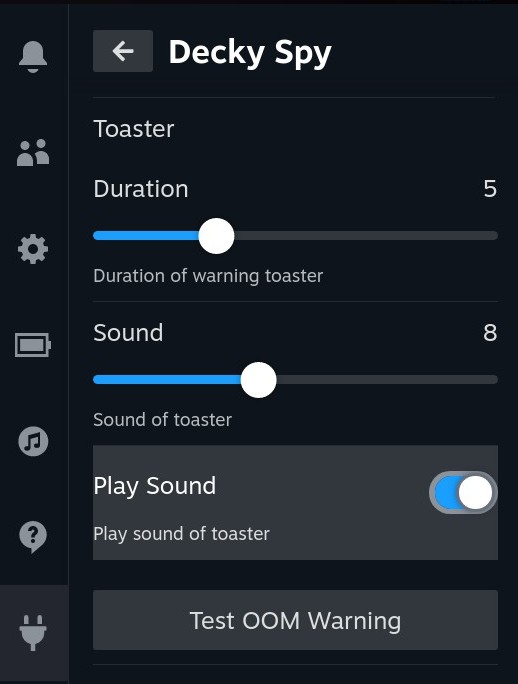 Decky Spy
Toaster
Duration 5
Duration of warning toaster
Sound 8
Sound of toaster
Play Sound
Play sound of toaster
Test OOM Warning